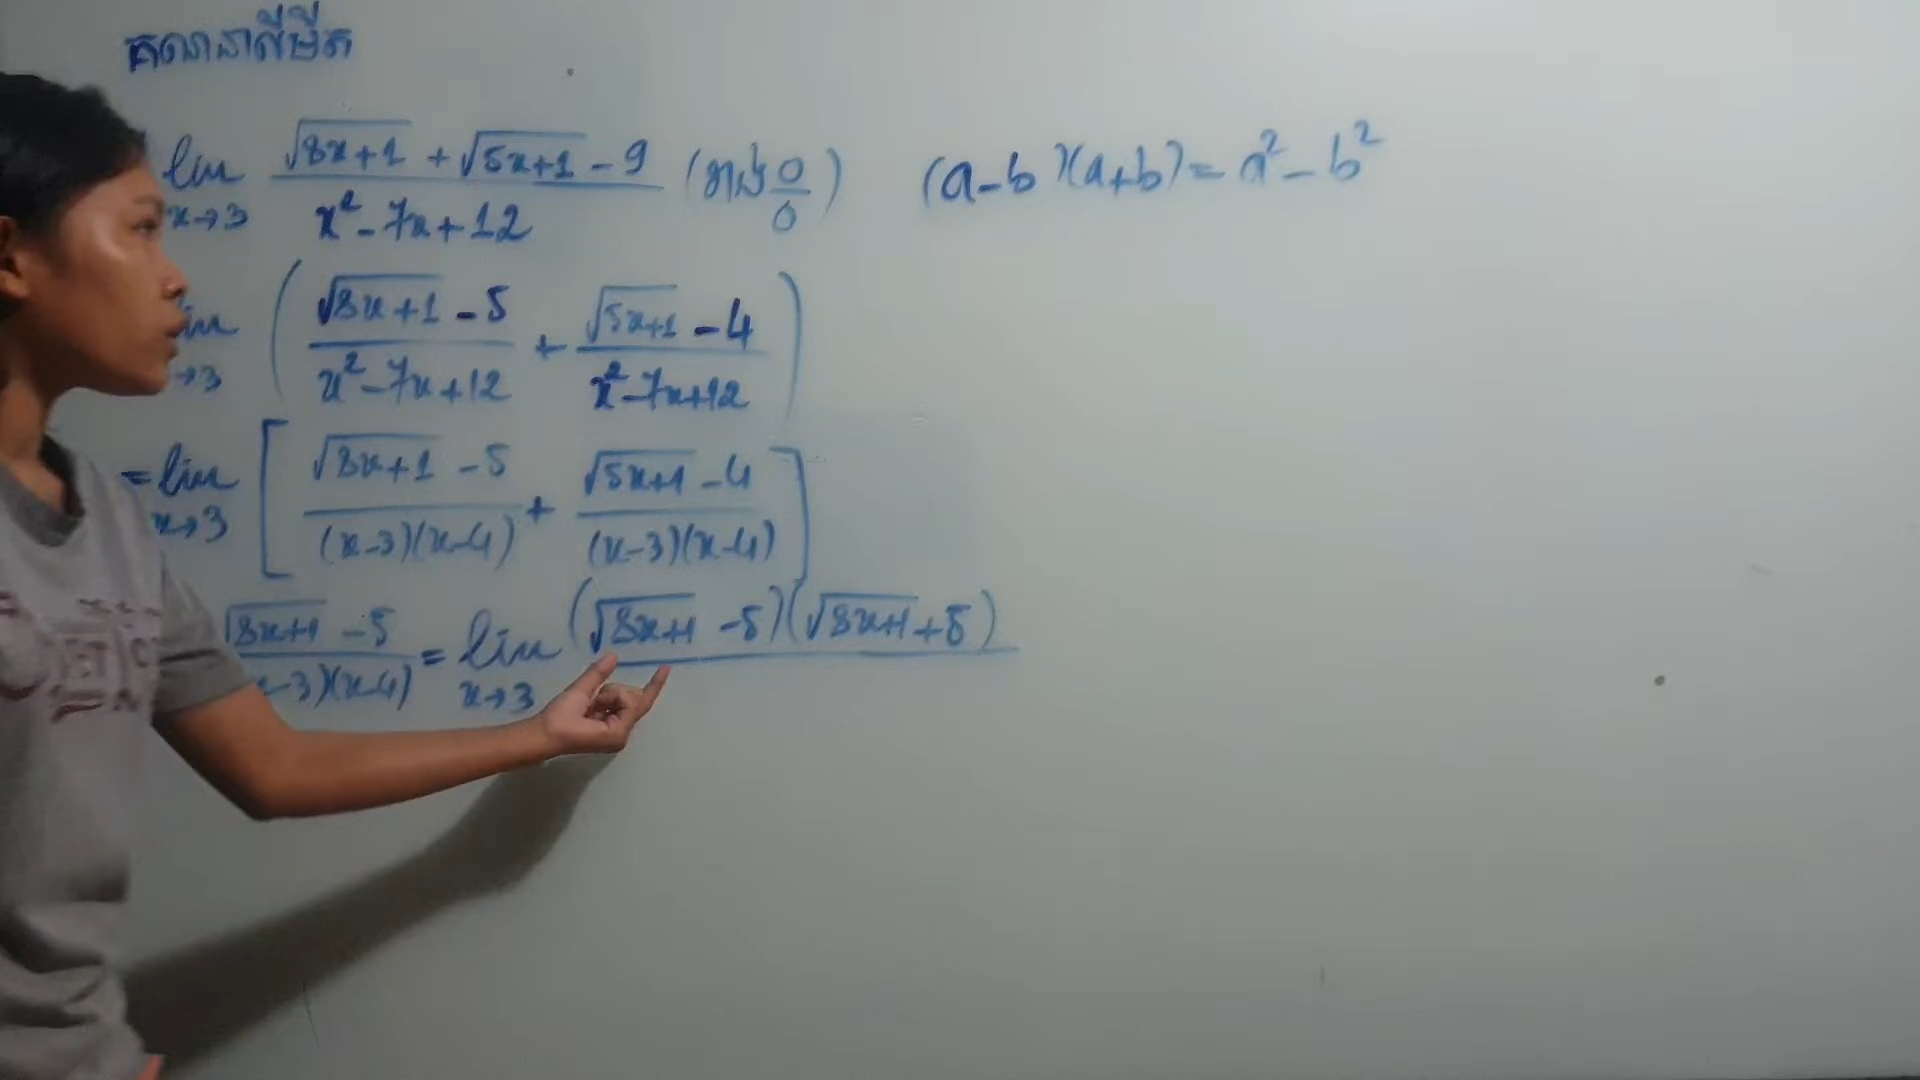 គណនាលីមីត
lim x→3 (√(8x+1) + √(5x+1) - 9)/(x² - 7x + 12) (រាង 0/0) (a-b)(a+b) = a² - b²
x→3 ( (√(8x+1) - 5)/(x² - 7x + 12) + (√(5x+1) - 4)/(x² - 7x + 12) )
= lim x→3 [ (√(8x+1) - 5)/((x-3)(x-4)) + (√(5x+1) - 4)/((x-3)(x-4)) ]
(√(8x+1) - 5)/(x-3)(x-4) = lim x→3 (√(8x+1) - 5)(√(8x+1) + 5)